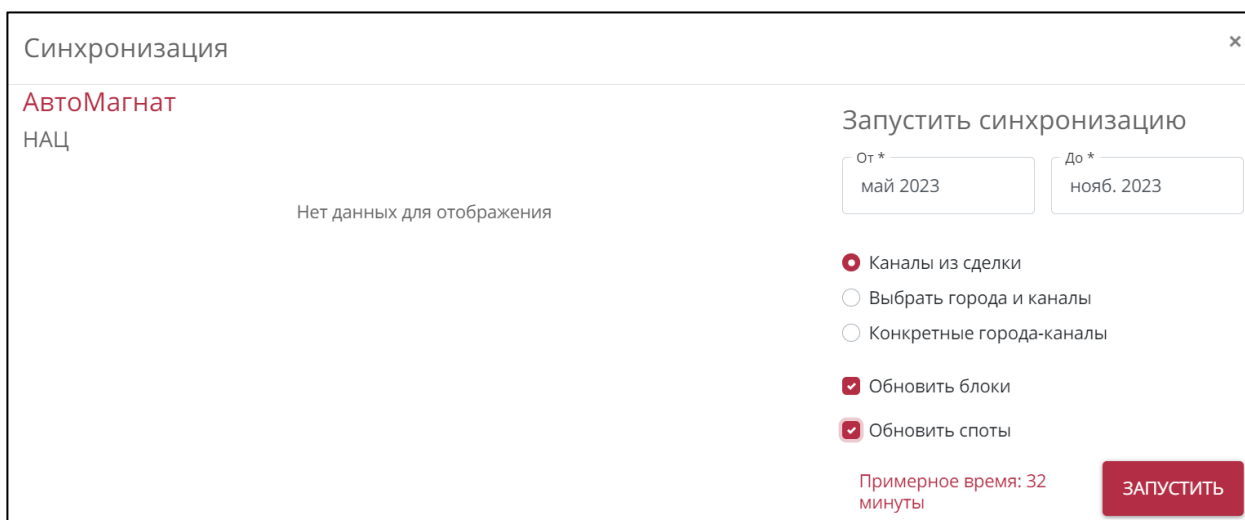 Синхронизация
×
АвтоМагнат
НАЦ
Нет данных для отображения
Запустить синхронизацию
От *
До *
май 2023
нояб. 2023
Каналы из сделки
Выбрать города и каналы
Конкретные города-каналы
Обновить блоки
Обновить споты
Примерное время: 32
минуты
ЗАПУСТИТЬ